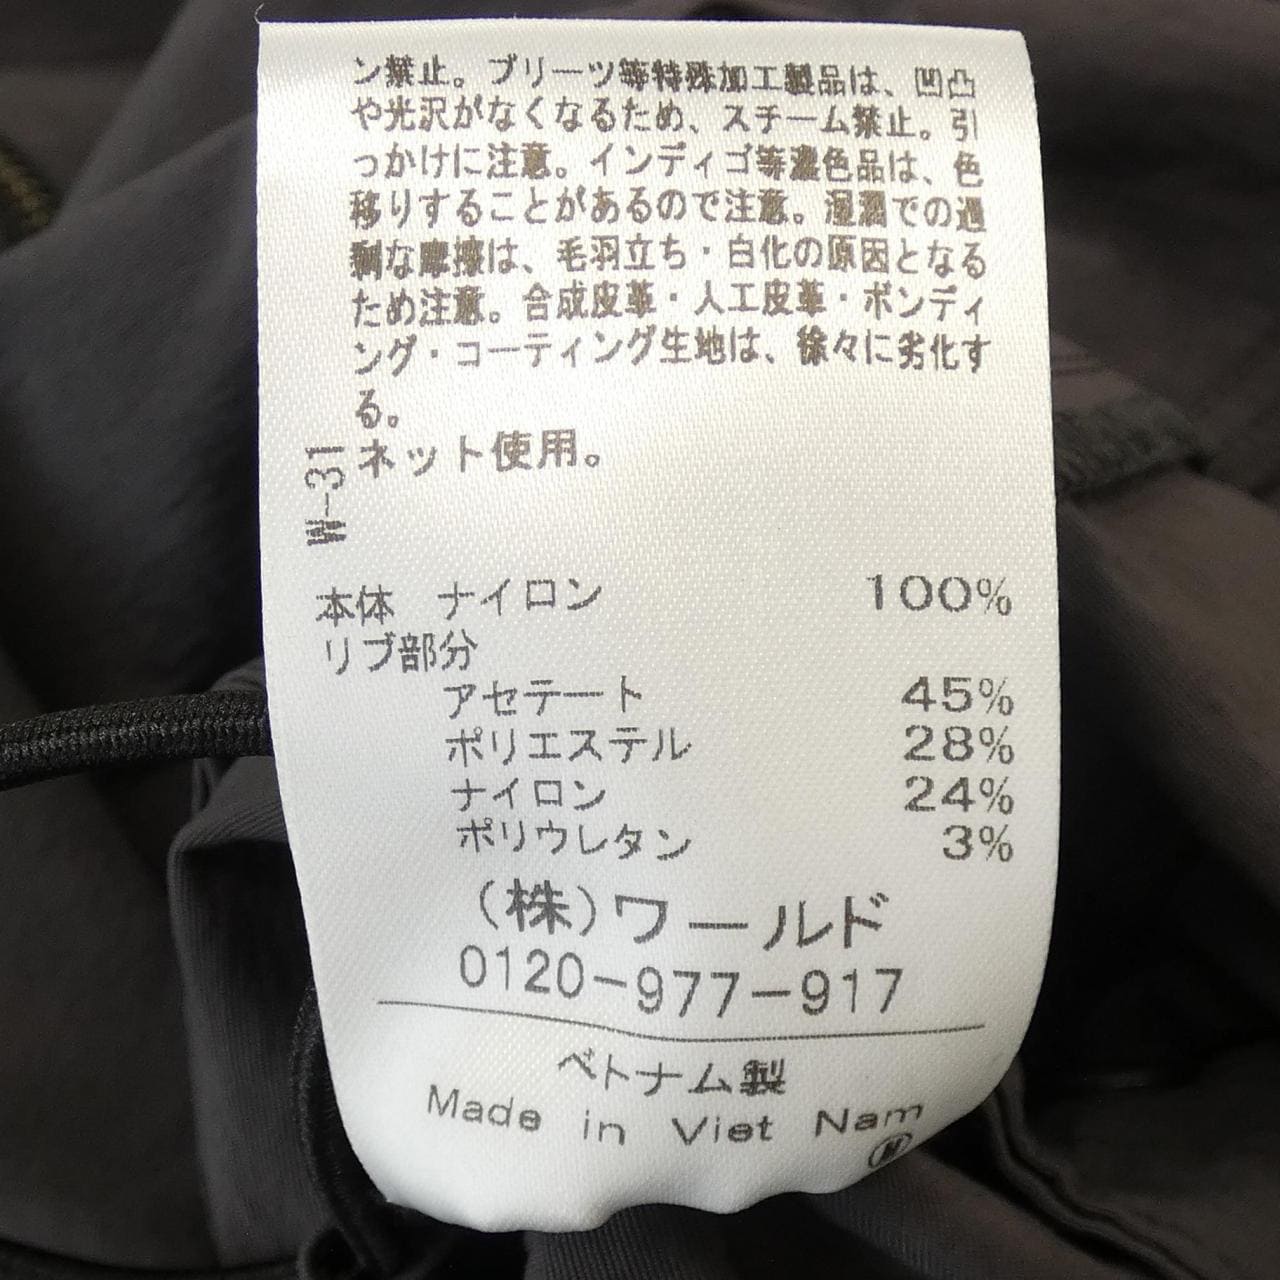 ン禁止。プリーツ等特殊加工製品は、凹凸
や光沢がなくなるため、スチーム禁止。引
っかけに注意。インディゴ等濃色品は、色
移りすることがあるので注意。湿潤での過
剰な摩擦は、毛羽立ち・白化の原因となる
ため注意。合成皮革・人工皮革・ボンディ
ング・コーティング生地は、徐々に劣化す
る。
ネット使用。
W-31
本体 ナイロン 100%
リブ部分
アセテート 45%
ポリエステル 28%
ナイロン 24%
ポリウレタン 3%
(株)ワールド
0120-977-917
ベトナム製
Made in Viet Nam
M